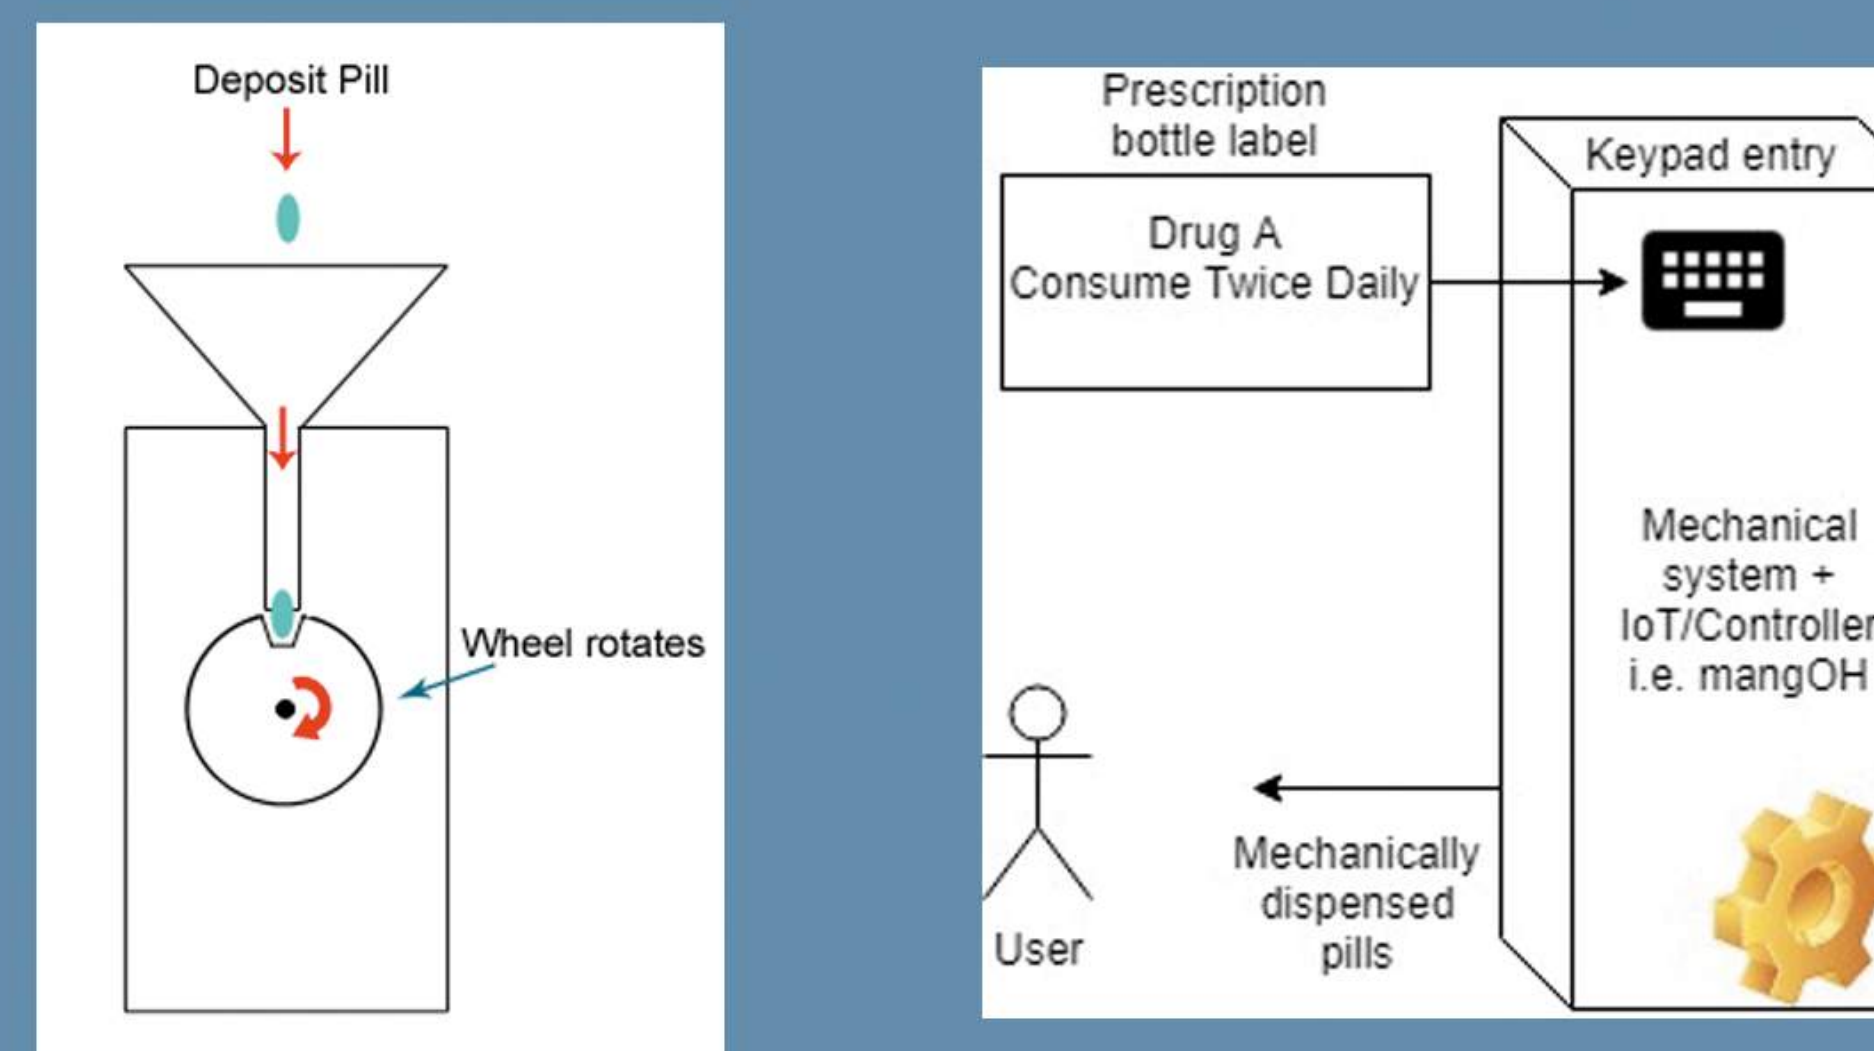 Deposit Pill
Wheel rotates
Prescription
bottle label
Drug A
Consume Twice Daily
Keypad entry
Mechanical
system +
IoT/Controller
i.e. mangOH
Mechanically
dispensed
pills
User